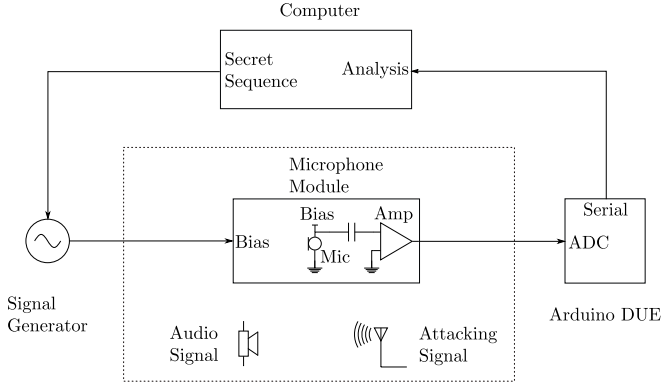 Computer
Secret
Sequence
Analysis
Microphone
Module
Bias
Amp
Serial
Bias
Mic
ADC
Signal
Generator
Arduino DUE
Audio
Signal
Attacking
Signal